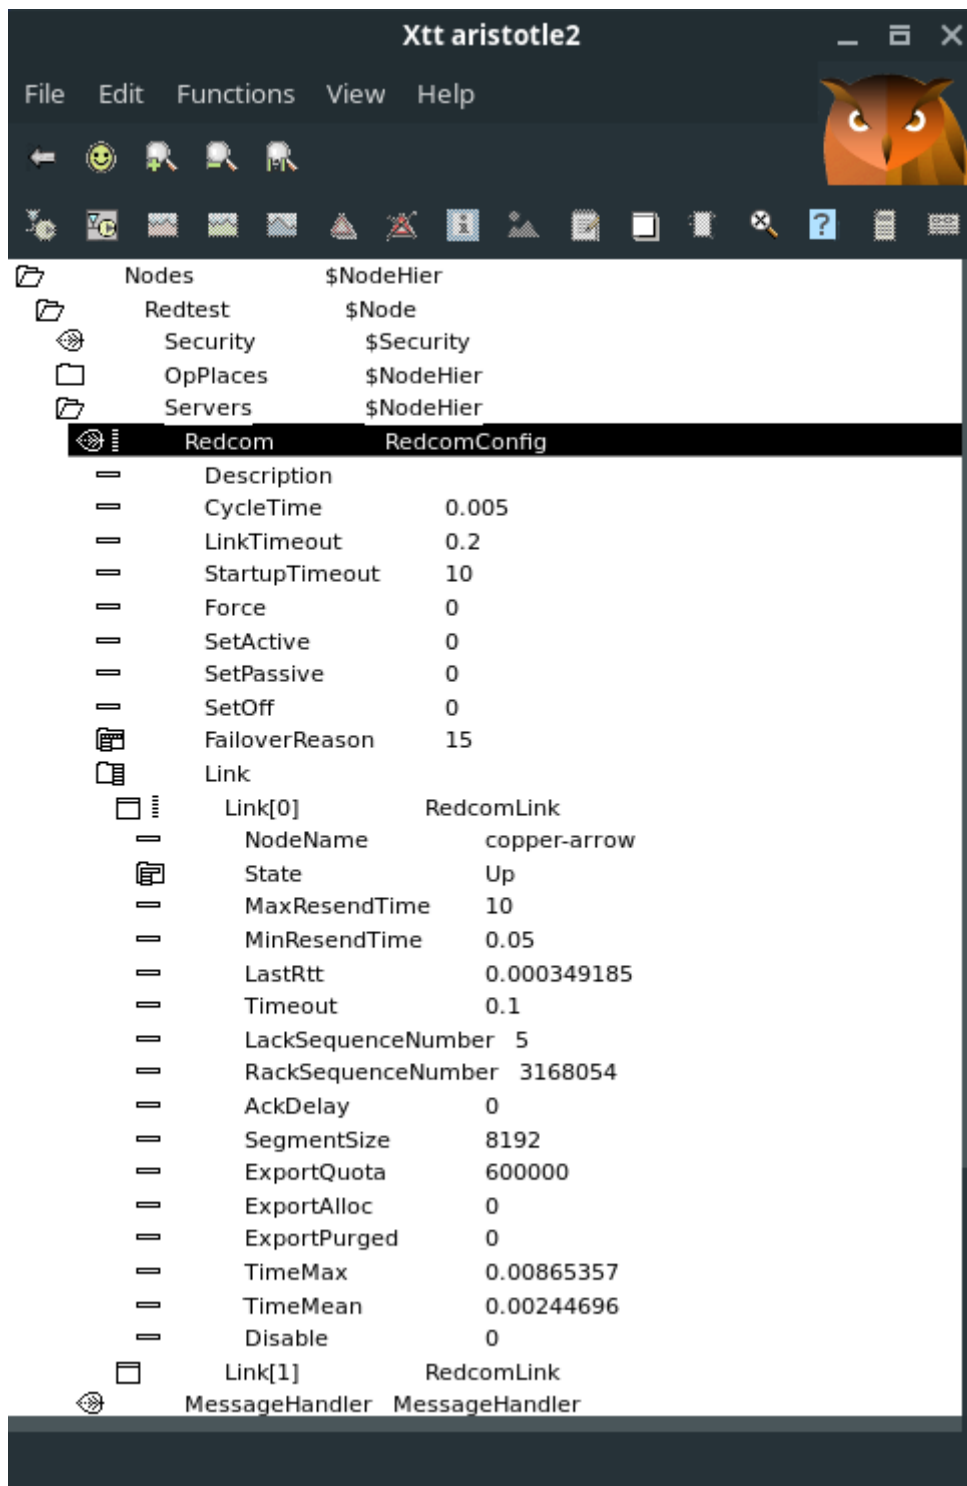 Xtt aristotle2
File Edit Functions View Help
Nodes $NodeHier
Redtest $Node
Security $Security
OpPlaces $NodeHier
Servers $NodeHier
Redcom RedcomConfig
Description
CycleTime 0.005
LinkTimeout 0.2
StartupTimeout 10
Force 0
SetActive 0
SetPassive 0
SetOff 0
FailoverReason 15
Link
Link[0] RedcomLink
NodeName copper-arrow
State Up
MaxResendTime 10
MinResendTime 0.05
LastRtt 0.000349185
Timeout 0.1
LackSequenceNumber 5
RackSequenceNumber 3168054
AckDelay 0
SegmentSize 8192
ExportQuota 600000
ExportAlloc 0
ExportPurged 0
TimeMax 0.00865357
TimeMean 0.00244696
Disable 0
Link[1] RedcomLink
MessageHandler MessageHandler